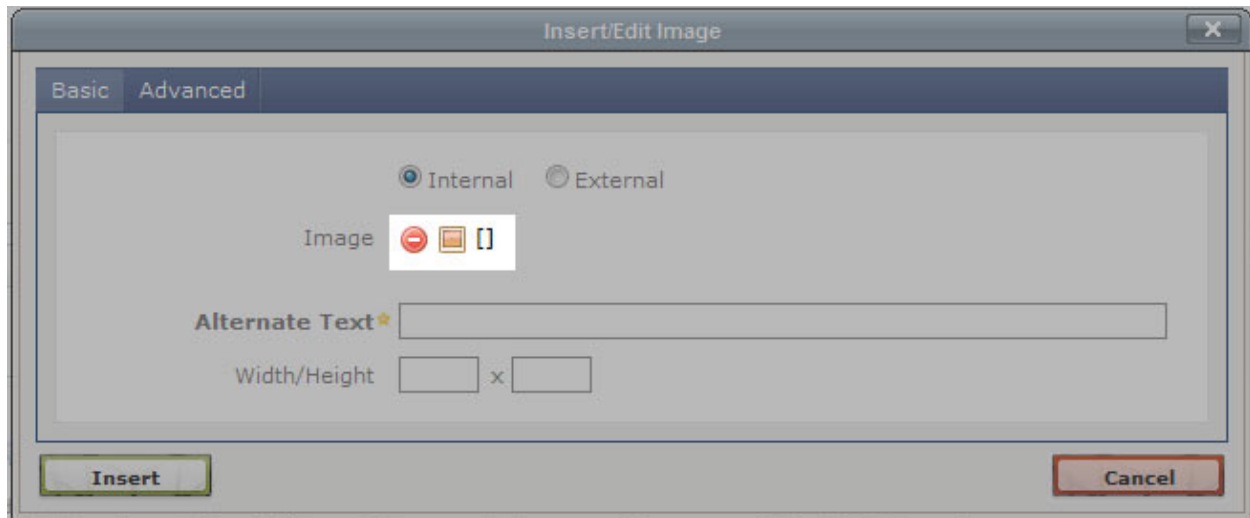 Insert/Edit Image
Basic Advanced
Internal External
Image []
Alternate Text
Width/Height x
Insert Cancel